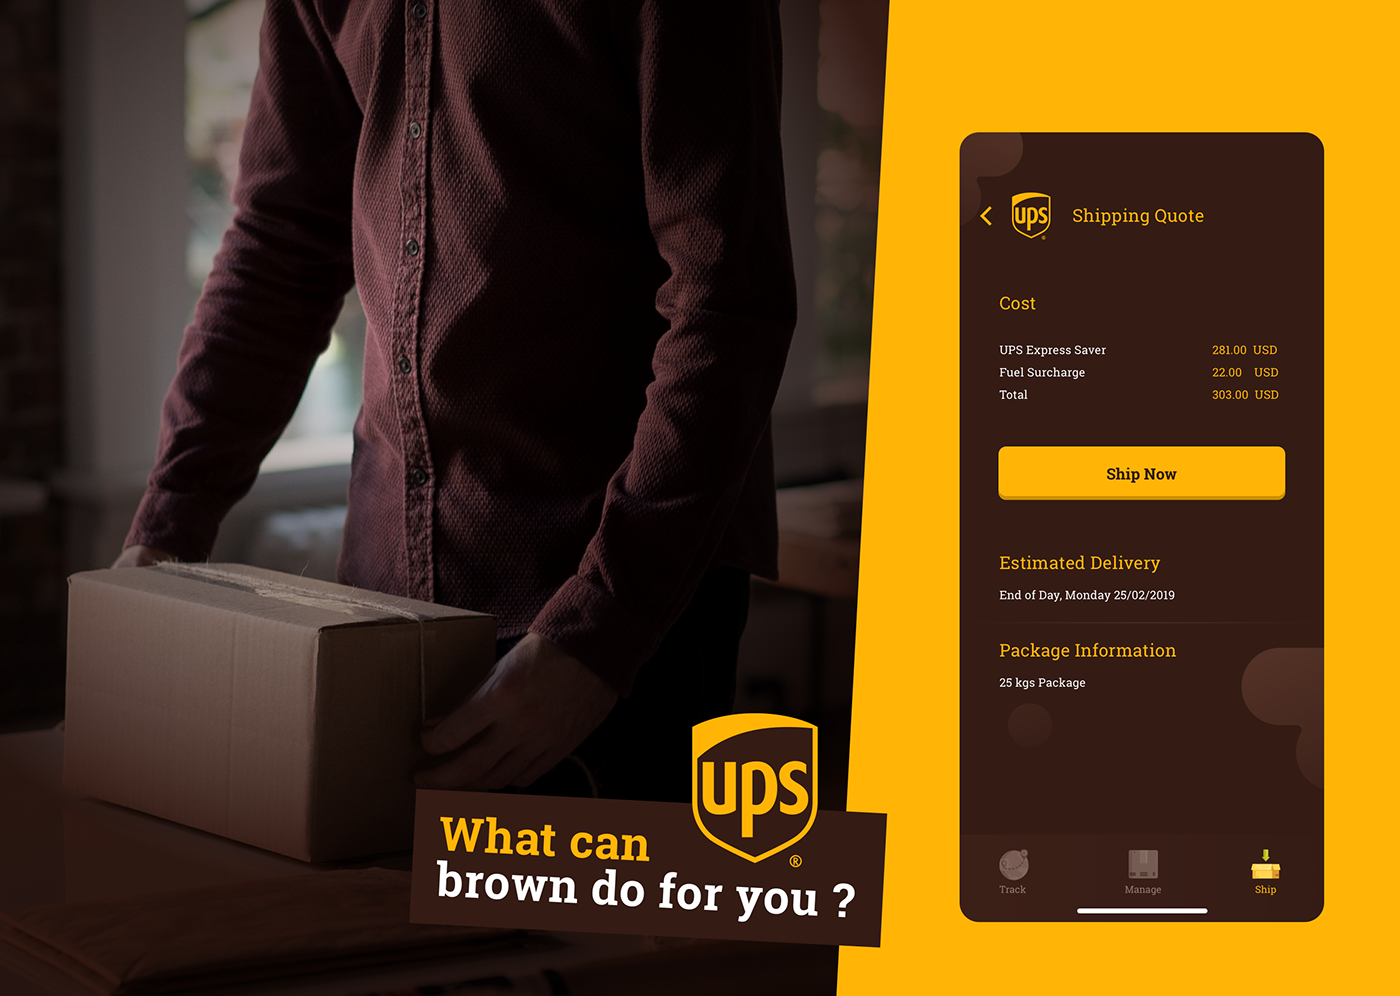 What can
brown do for you ?
ups
®
ups
®
Shipping Quote
Cost
UPS Express Saver 281.00 USD
Fuel Surcharge 22.00 USD
Total 303.00 USD
Ship Now
Estimated Delivery
End of Day, Monday 25/02/2019
Package Information
25 kgs Package
Track Manage Ship